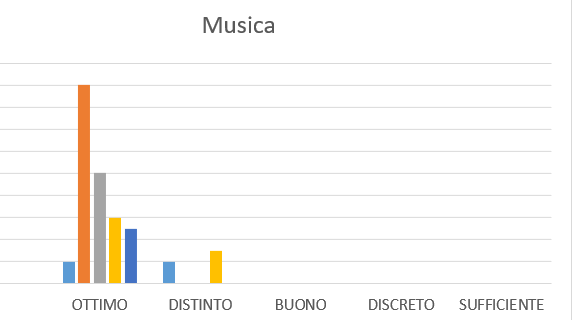 Musica
OTTIMO DISTINTO BUONO DISCRETO SUFFICIENTE